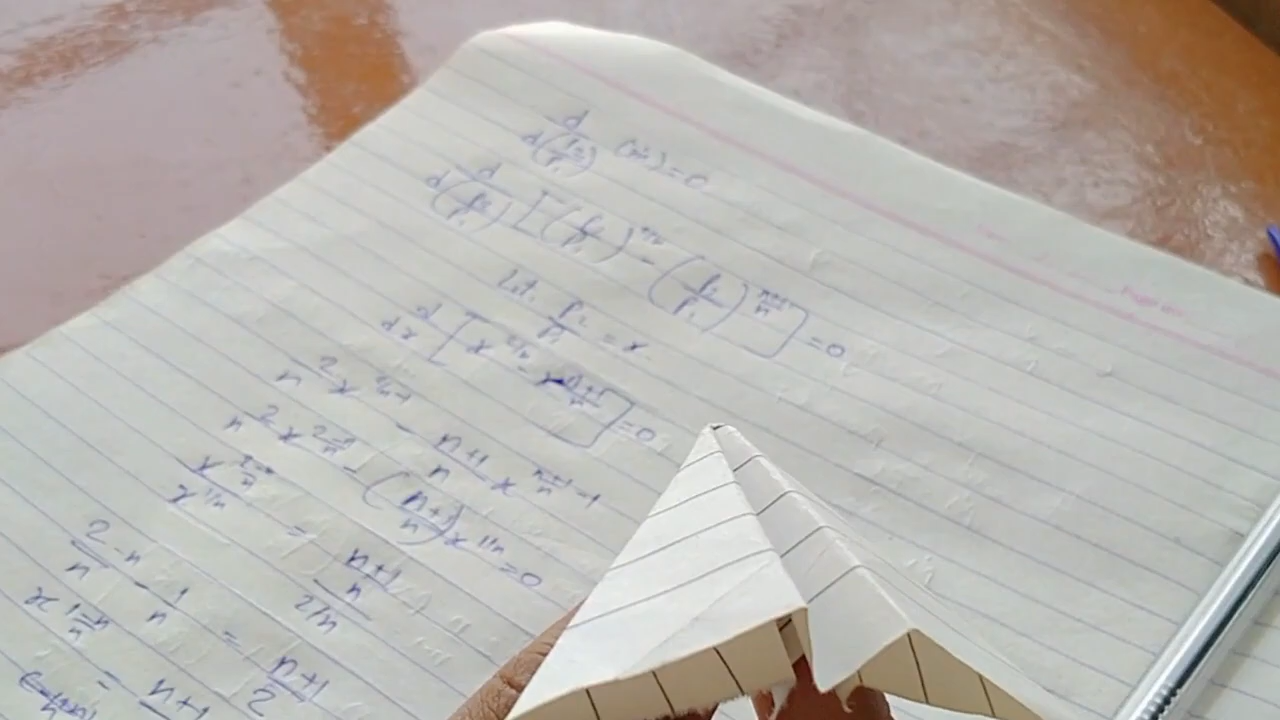 d/d(P₂/P₁) (m²) = 0
d/d(P₂/P₁) [(P₂/P₁)^(2/n) - (P₂/P₁)^((n+1)/n)] = 0
Let, P₂/P₁ = x
d/dx [x^(2/n) - x^((n+1)/n)] = 0
2/n x^(2/n-1) - (n+1)/n x^((n+1)/n-1)
2/n x^((2-n)/n) - ((n+1)/n) x^(1/n) = 0
x^((2-n)/n) / x^(1/n) = ((n+1)/n) / (2/n)
(2-n)/n - 1/n = (n+1)/2
x^((1-n)/n) = n+1